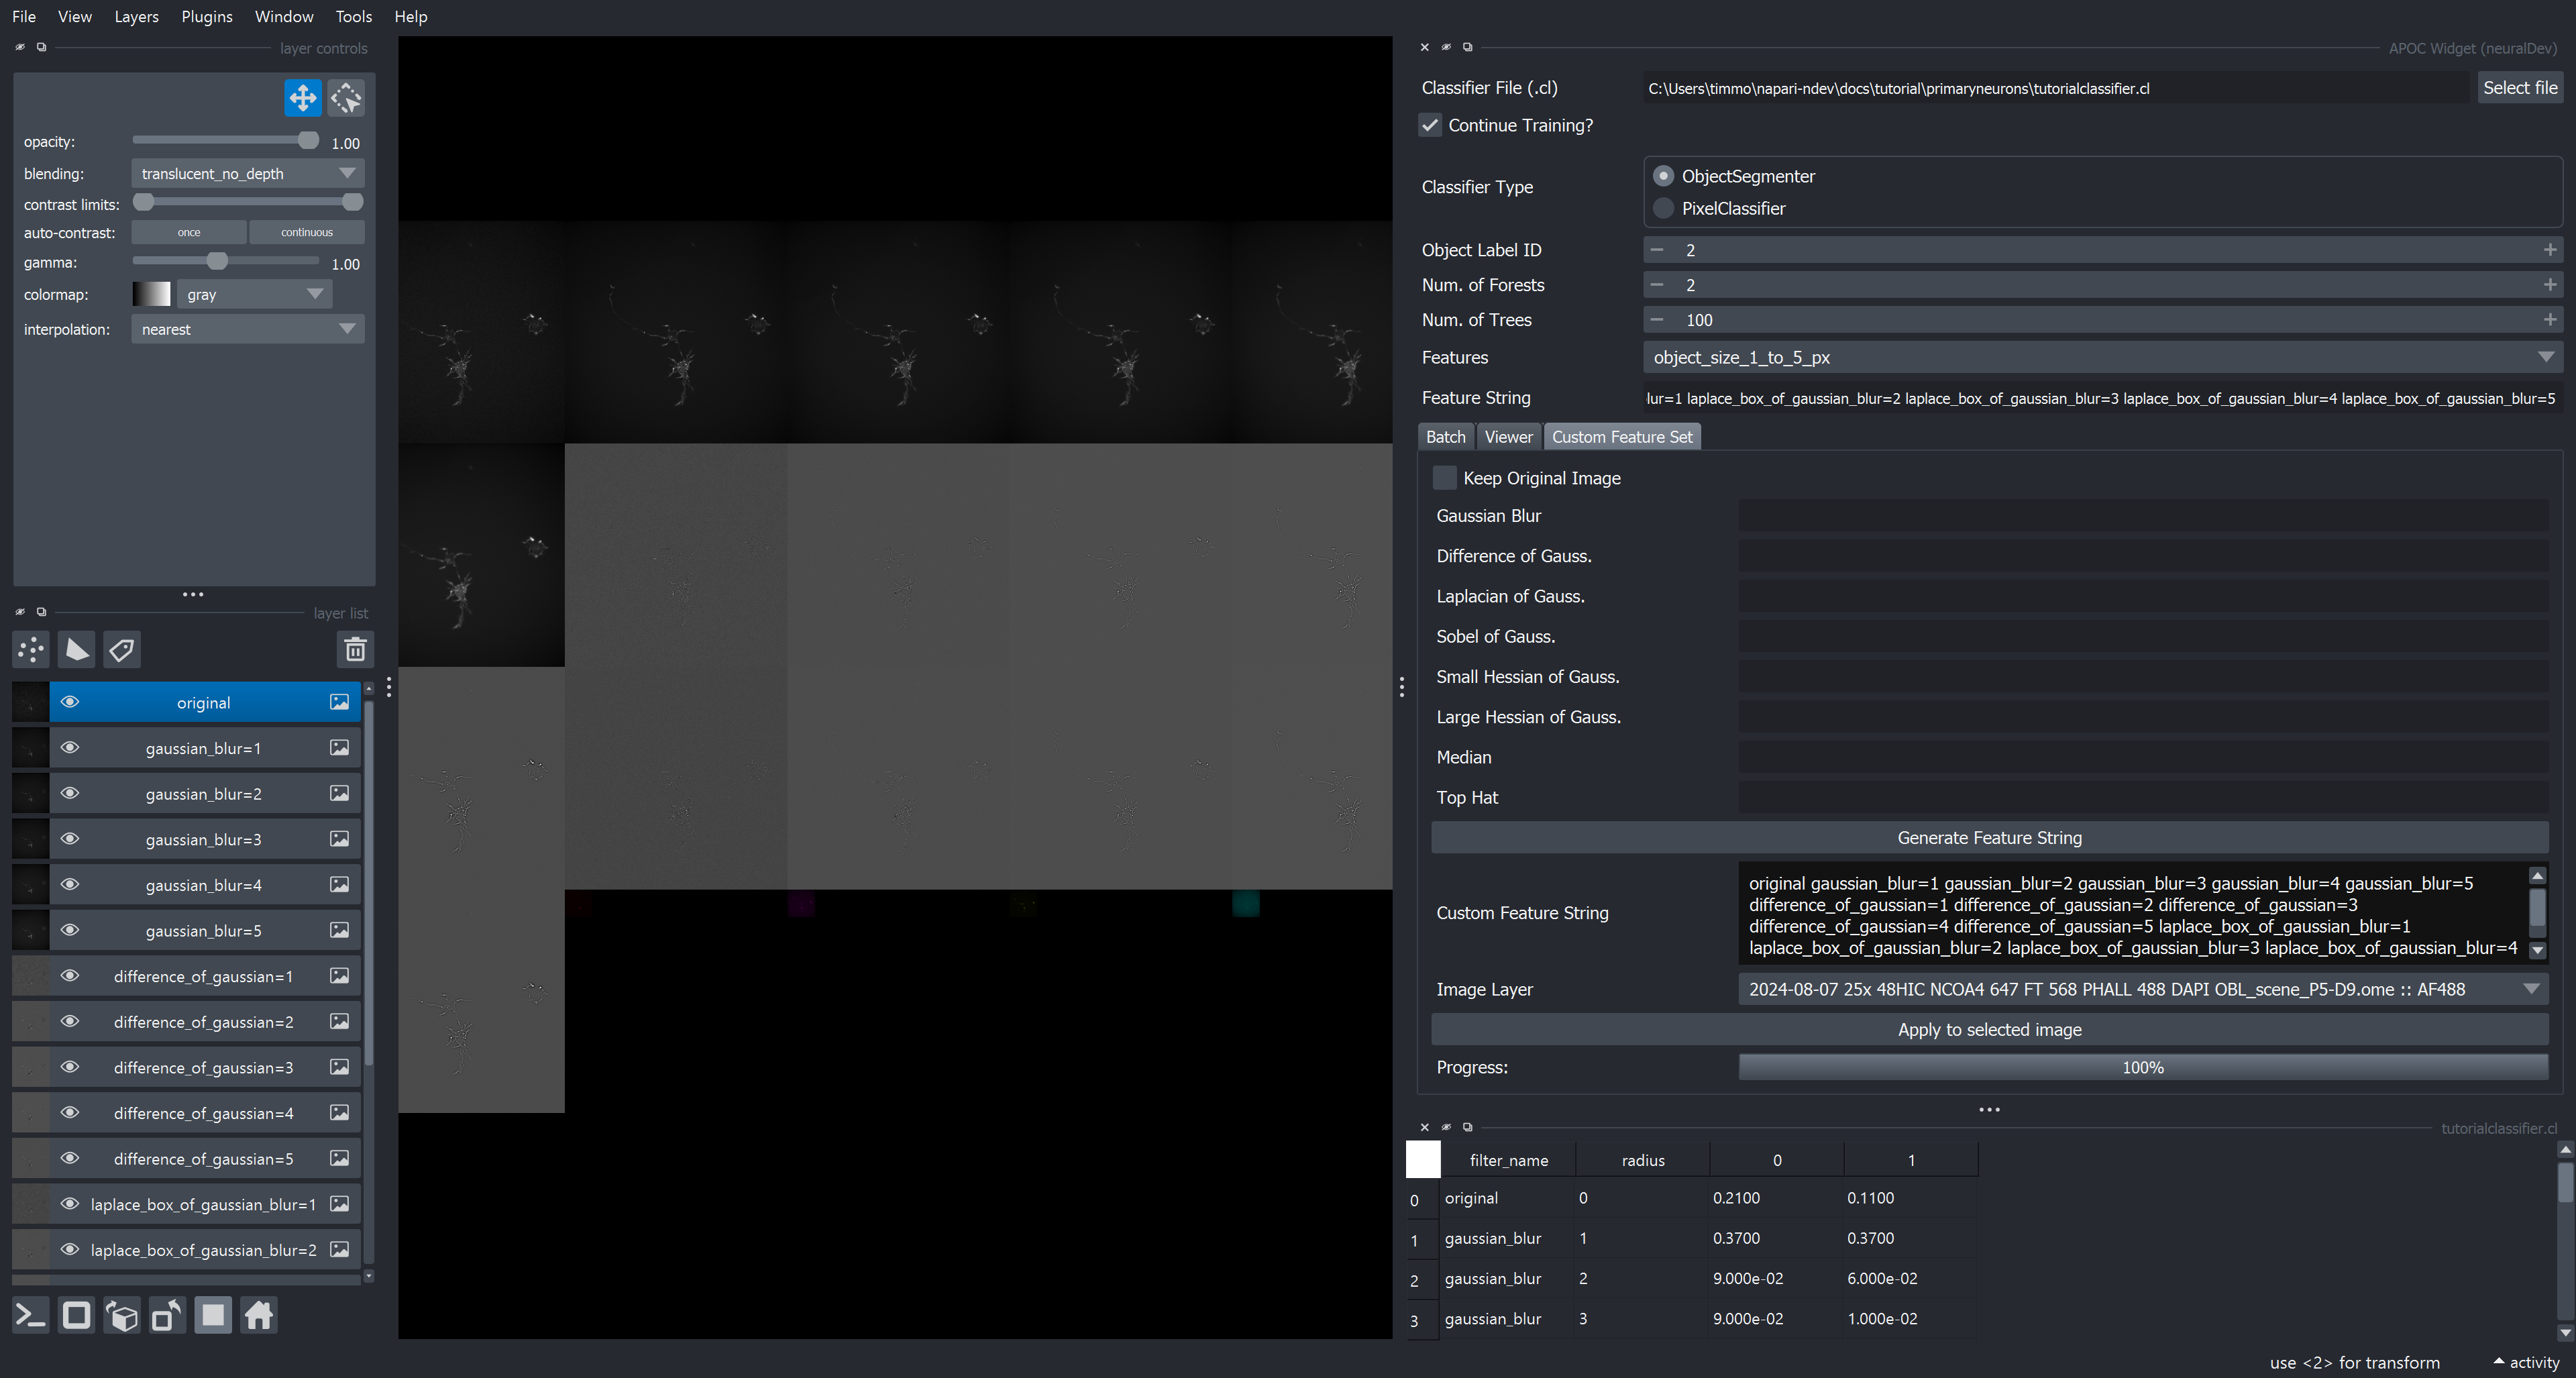 File View Layers Plugins Window Tools Help
layer controls
opacity: 1.00
blending: translucent_no_depth
contrast limits:
auto-contrast: once continuous
gamma: 1.00
colormap: gray
interpolation: nearest
layer list
original
gaussian_blur=1
gaussian_blur=2
gaussian_blur=3
gaussian_blur=4
gaussian_blur=5
difference_of_gaussian=1
difference_of_gaussian=2
difference_of_gaussian=3
difference_of_gaussian=4
difference_of_gaussian=5
laplace_box_of_gaussian_blur=1
laplace_box_of_gaussian_blur=2
APOC Widget (neuralDev)
Classifier File (.cl) C:\Users\timmo\napari-ndev\docs\tutorial\primaryneurons\tutorialclassifier.cl Select file
Continue Training?
Classifier Type
ObjectSegmenter
PixelClassifier
Object Label ID 2
Num. of Forests 2
Num. of Trees 100
Features object_size_1_to_5_px
Feature String lur=1 laplace_box_of_gaussian_blur=2 laplace_box_of_gaussian_blur=3 laplace_box_of_gaussian_blur=4 laplace_box_of_gaussian_blur=5
Batch Viewer Custom Feature Set
Keep Original Image
Gaussian Blur
Difference of Gauss.
Laplacian of Gauss.
Sobel of Gauss.
Small Hessian of Gauss.
Large Hessian of Gauss.
Median
Top Hat
Generate Feature String
Custom Feature String
original gaussian_blur=1 gaussian_blur=2 gaussian_blur=3 gaussian_blur=4 gaussian_blur=5
difference_of_gaussian=1 difference_of_gaussian=2 difference_of_gaussian=3
difference_of_gaussian=4 difference_of_gaussian=5 laplace_box_of_gaussian_blur=1
laplace_box_of_gaussian_blur=2 laplace_box_of_gaussian_blur=3 laplace_box_of_gaussian_blur=4
Image Layer 2024-08-07 25x 48HIC NCOA4 647 FT 568 PHALL 488 DAPI OBL_scene_P5-D9.ome :: AF488
Apply to selected image
Progress: 100%
tutorialclassifier.cl
filter_name radius 0 1
0 original 0 0.2100 0.1100
1 gaussian_blur 1 0.3700 0.3700
2 gaussian_blur 2 9.000e-02 6.000e-02
3 gaussian_blur 3 9.000e-02 1.000e-02
use <2> for transform activity